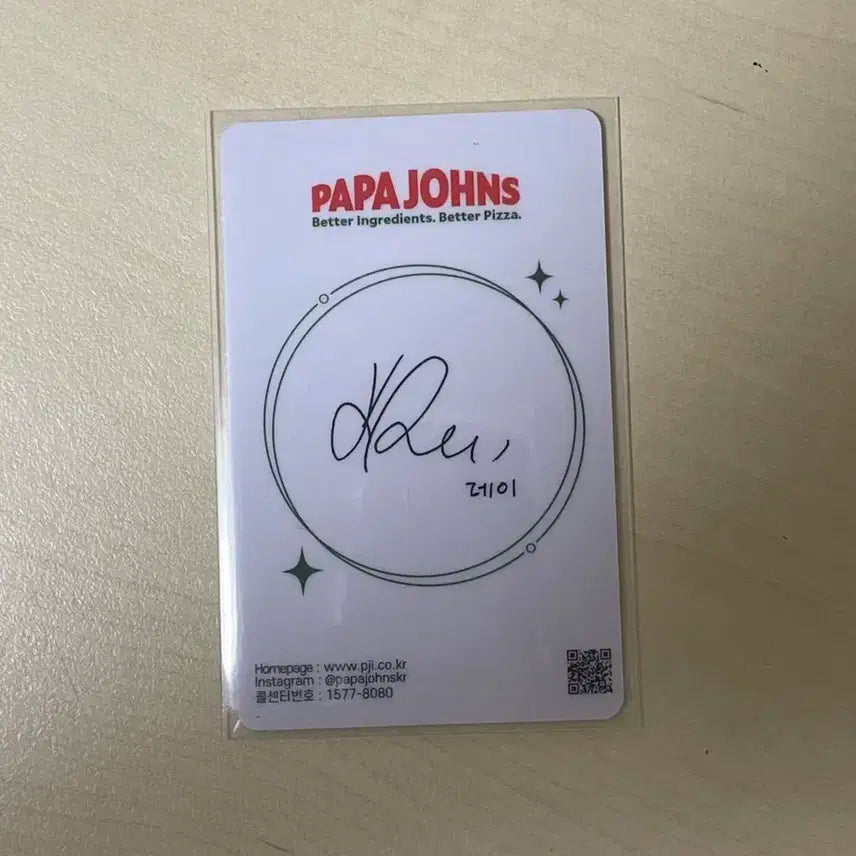 PAPA JOHNS
Better Ingredients. Better Pizza.
레이
Homepage : www.pji.co.kr
Instagram : @papajohnskr
콜센터번호 : 1577-8080